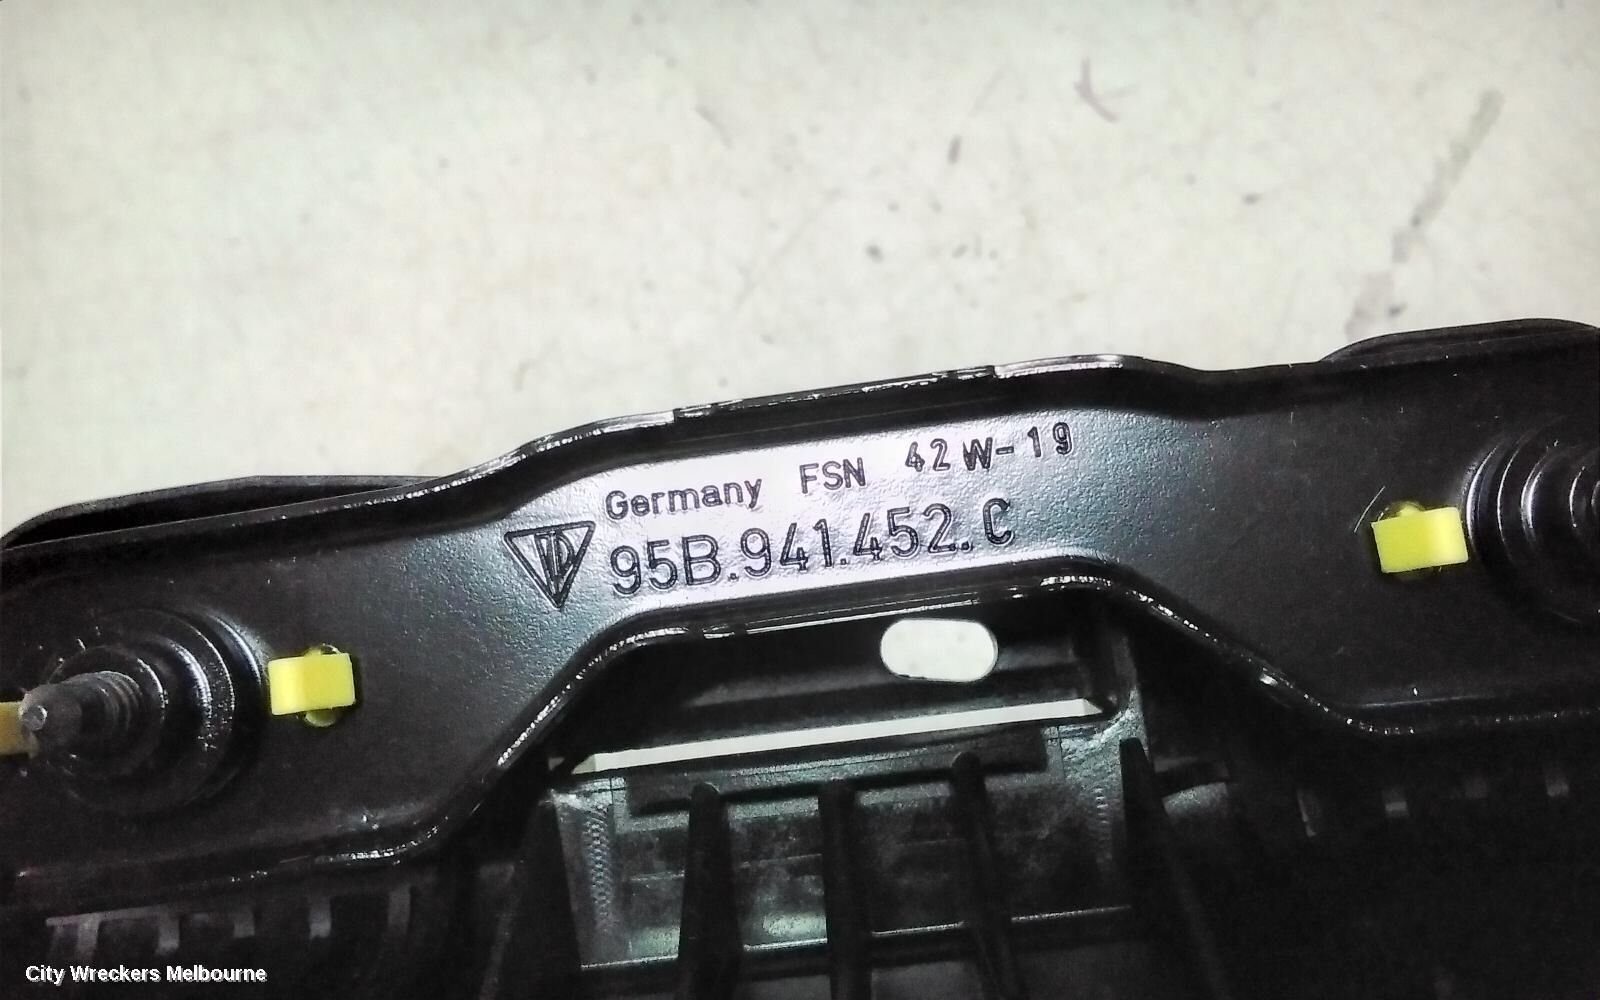 Germany FSN 42W-19
95B.941.452.C
City Wreckers Melbourne